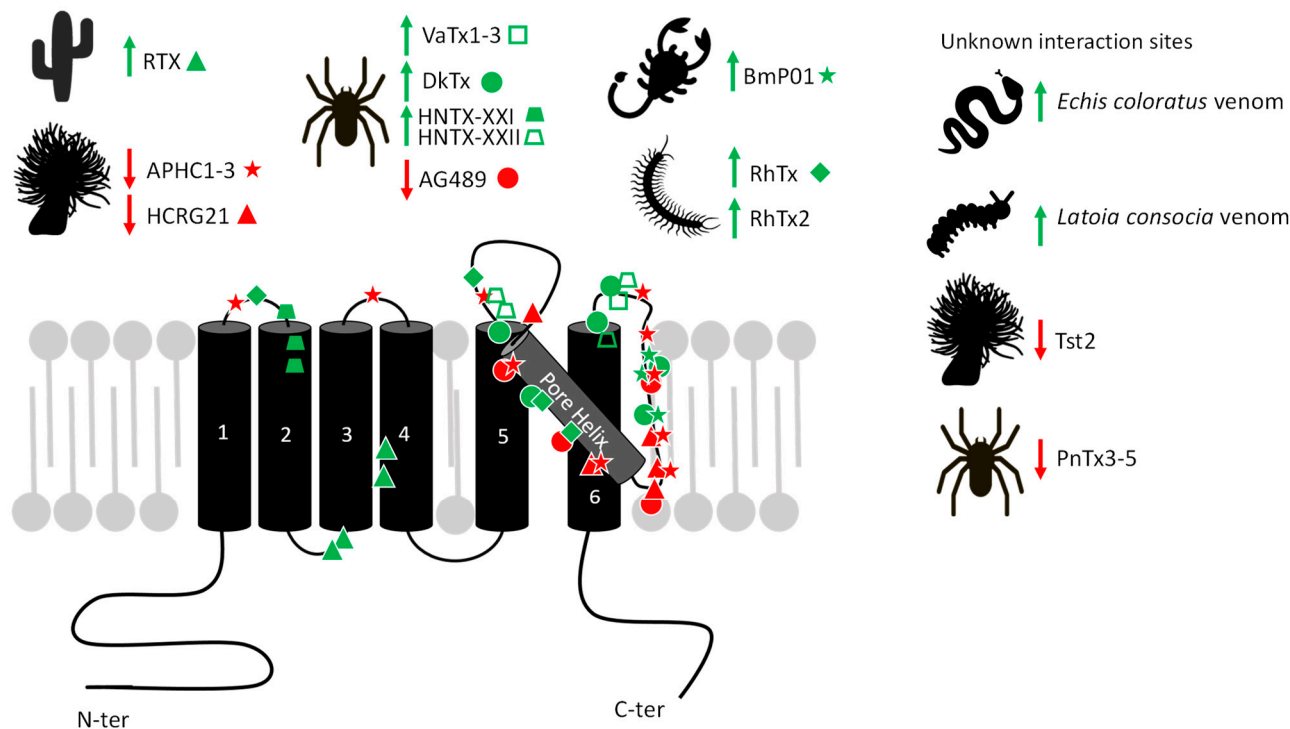 RTX
APHC1-3
HCRG21
VaTx1-3
DkTx
HNTX-XXI
HNTX-XXII
AG489
BmP01
RhTx
RhTx2
Unknown interaction sites
Echis coloratus venom
Latoia consocia venom
Tst2
PnTx3-5
1
2
3
4
5
Pore Helix
6
N-ter
C-ter